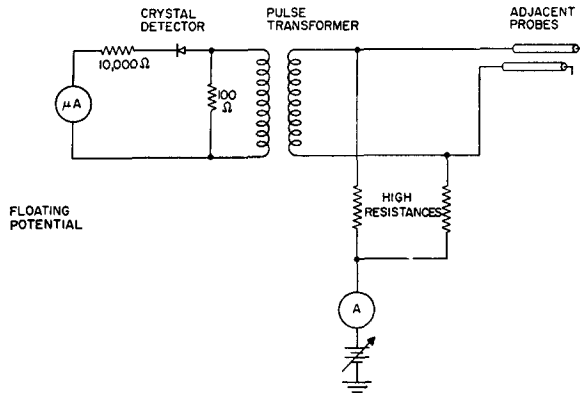 CRYSTAL
DETECTOR
PULSE
TRANSFORMER
ADJACENT
PROBES
10,000 Ω
μA
100
Ω
FLOATING
POTENTIAL
HIGH
RESISTANCES
A